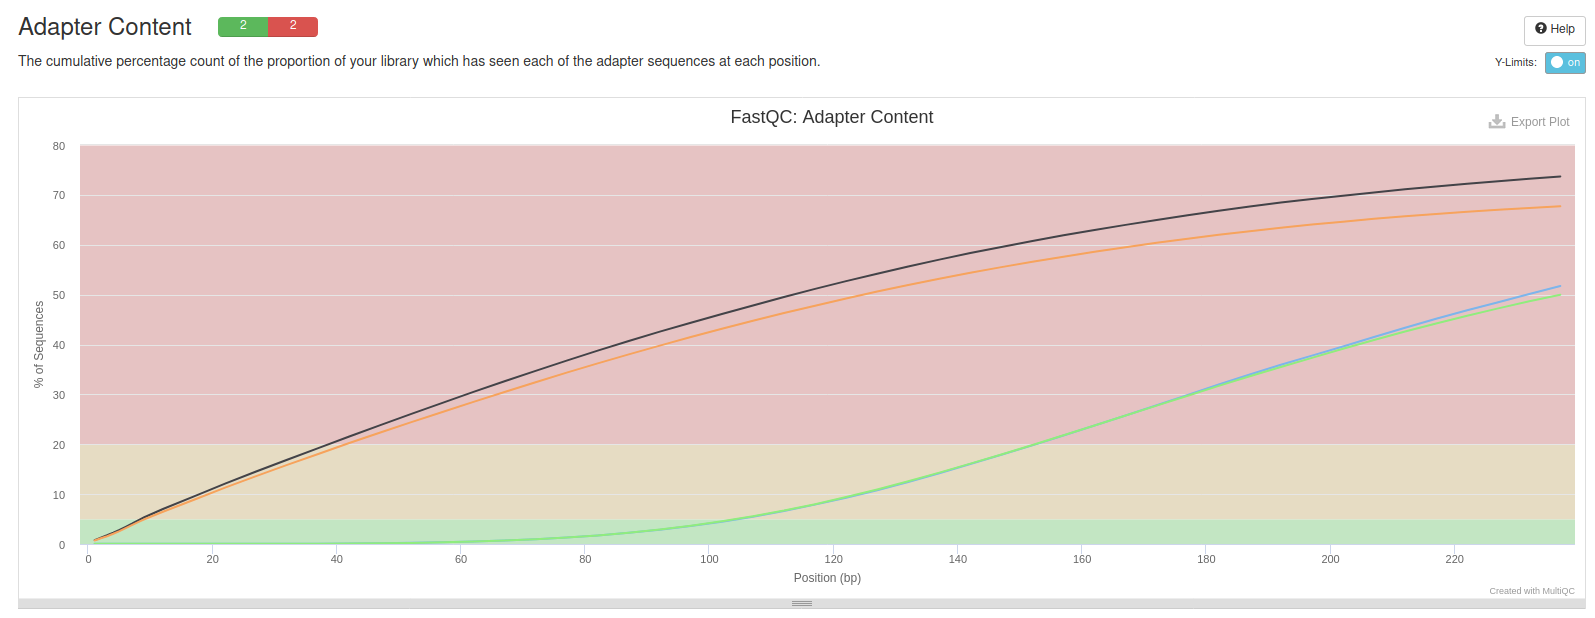 Adapter Content 2 2
Help
The cumulative percentage count of the proportion of your library which has seen each of the adapter sequences at each position.
Y-Limits: on
FastQC: Adapter Content
Export Plot
80
70
60
50
40
30
20
10
0
% of Sequences
0 20 40 60 80 100 120 140 160 180 200 220
Position (bp)
Created with MultiQC